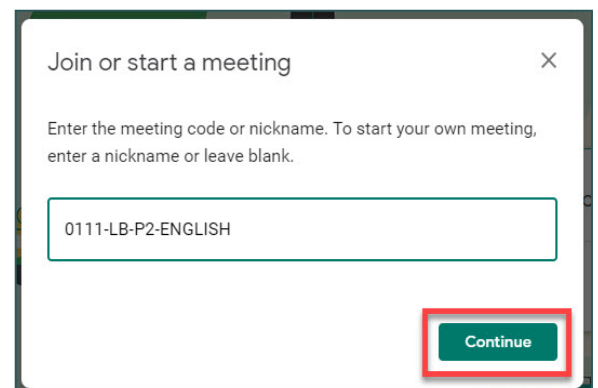 Join or start a meeting
Enter the meeting code or nickname. To start your own meeting,
enter a nickname or leave blank.
0111-LB-P2-ENGLISH
Continue